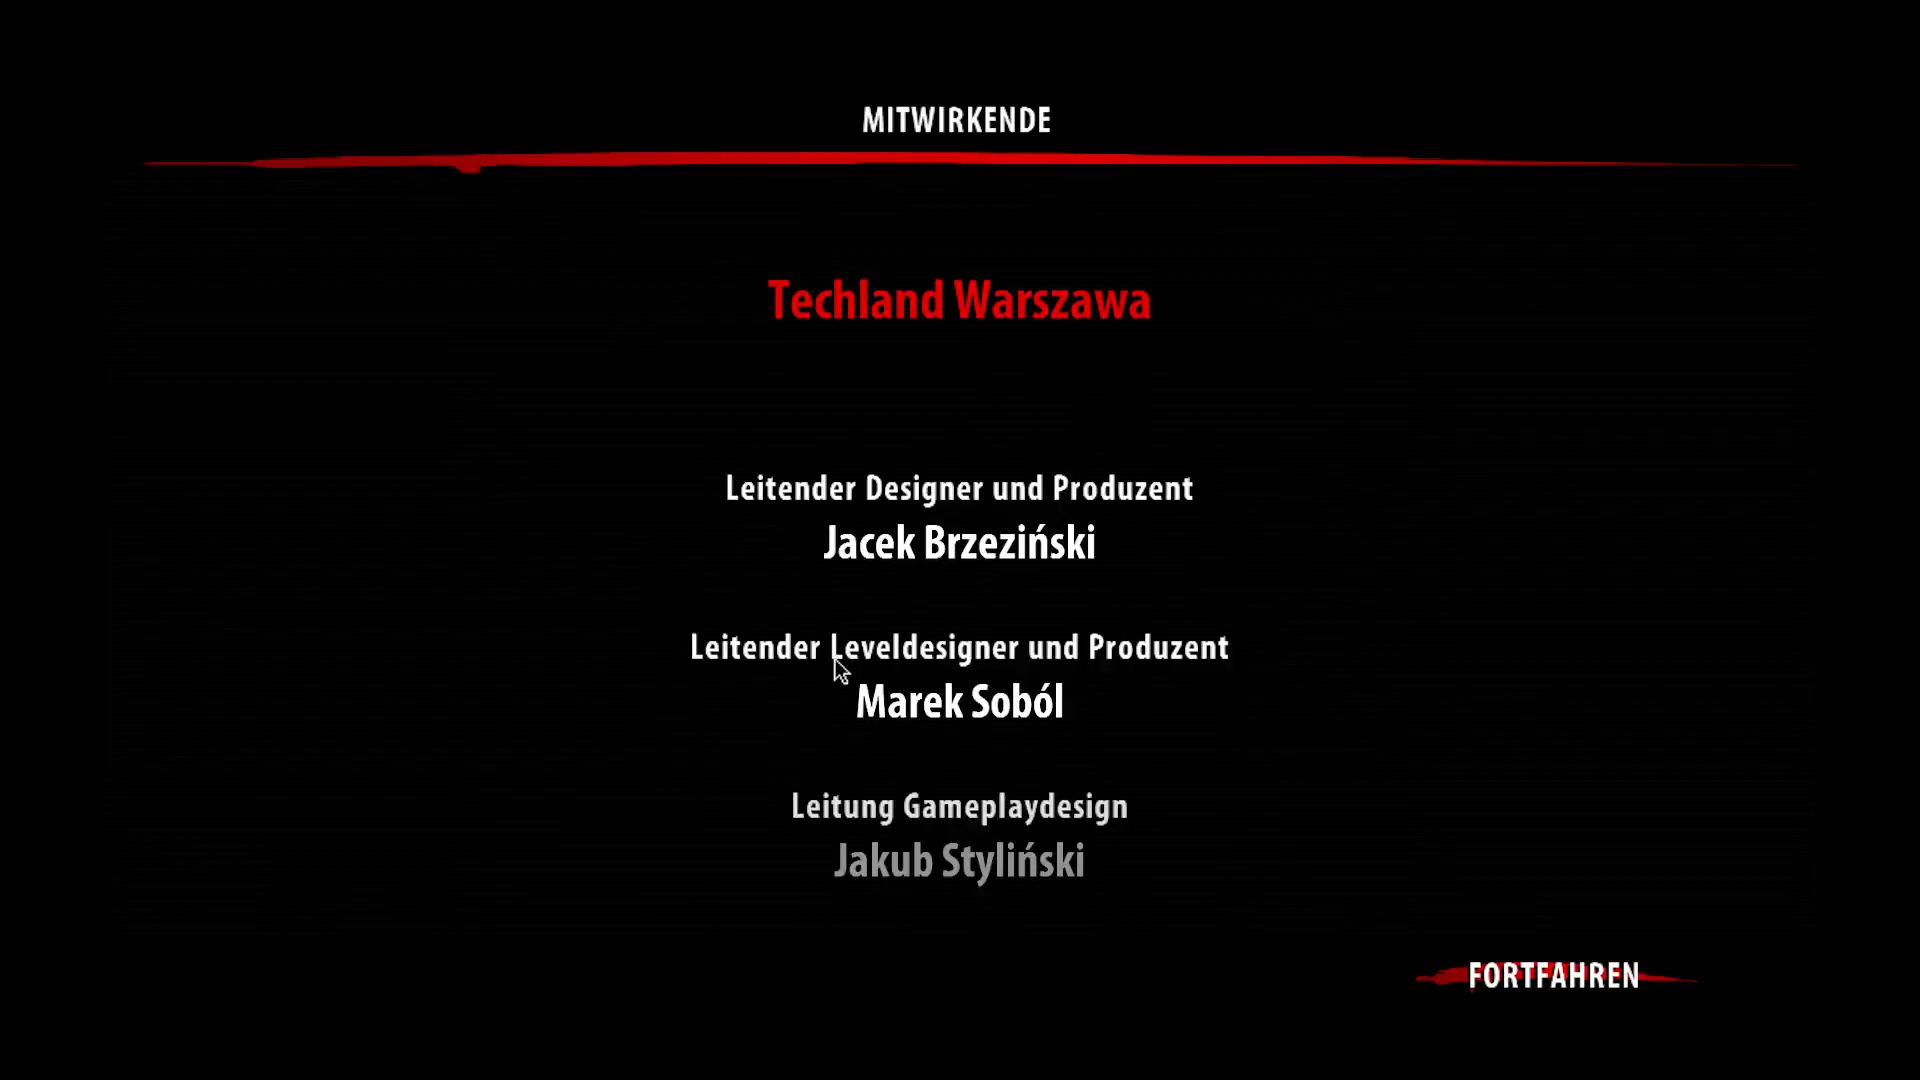 MITWIRKENDE
Techland Warszawa
Leitender Designer und Produzent
Jacek Brzeziński
Leitender Leveldesigner und Produzent
Marek Soból
Leitung Gameplaydesign
Jakub Styliński
FORTFAHREN